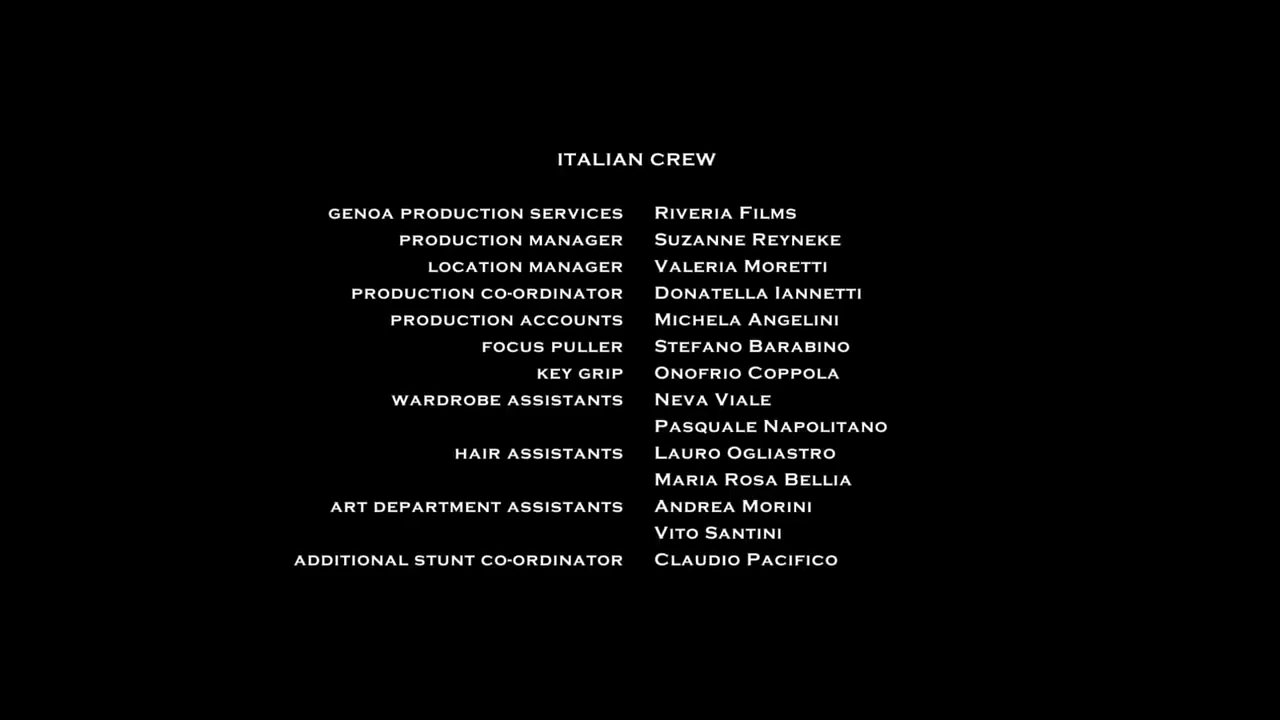 ITALIAN CREW
GENOA PRODUCTION SERVICES RIVERIA FILMS
PRODUCTION MANAGER SUZANNE REYNEKE
LOCATION MANAGER VALERIA MORETTI
PRODUCTION CO-ORDINATOR DONATELLA IANNETTI
PRODUCTION ACCOUNTS MICHELA ANGELINI
FOCUS PULLER STEFANO BARABINO
KEY GRIP ONOFRIO COPPOLA
WARDROBE ASSISTANTS NEVA VIALE
PASQUALE NAPOLITANO
HAIR ASSISTANTS LAURO OGLIASTRO
MARIA ROSA BELLIA
ART DEPARTMENT ASSISTANTS ANDREA MORINI
VITO SANTINI
ADDITIONAL STUNT CO-ORDINATOR CLAUDIO PACIFICO